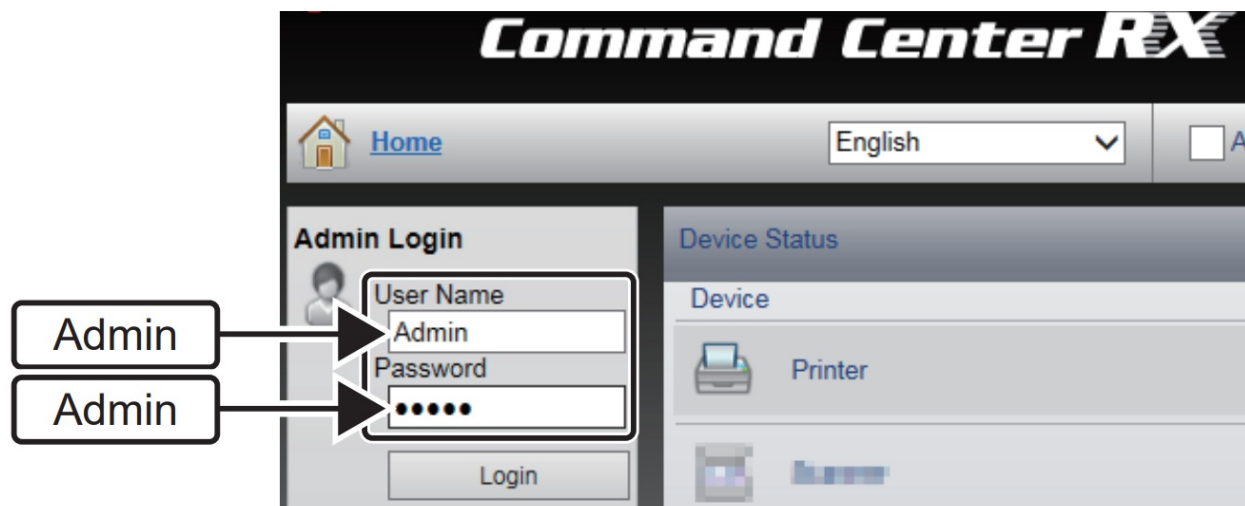 Command Center RX
Home
English
A
Admin Login
Device Status
User Name
Device
Admin
Admin
Password
Printer
Admin
•••••
Login